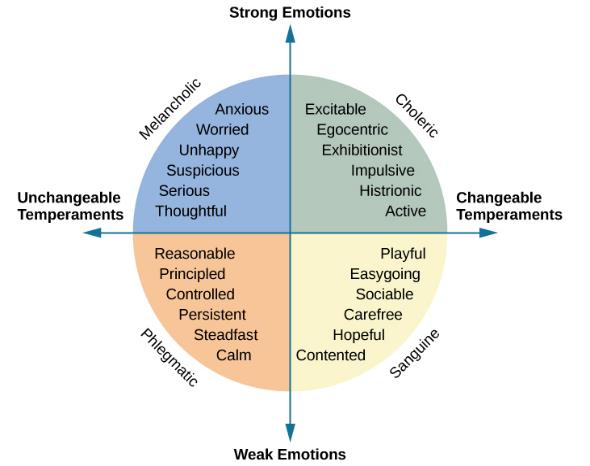 Strong Emotions
Melancholic
Choleric
Anxious
Worried
Unhappy
Suspicious
Serious
Thoughtful
Excitable
Egocentric
Exhibitionist
Impulsive
Histrionic
Active
Unchangeable
Temperaments
Changeable
Temperaments
Reasonable
Principled
Controlled
Persistent
Steadfast
Calm
Playful
Easygoing
Sociable
Carefree
Hopeful
Contented
Phlegmatic
Sanguine
Weak Emotions